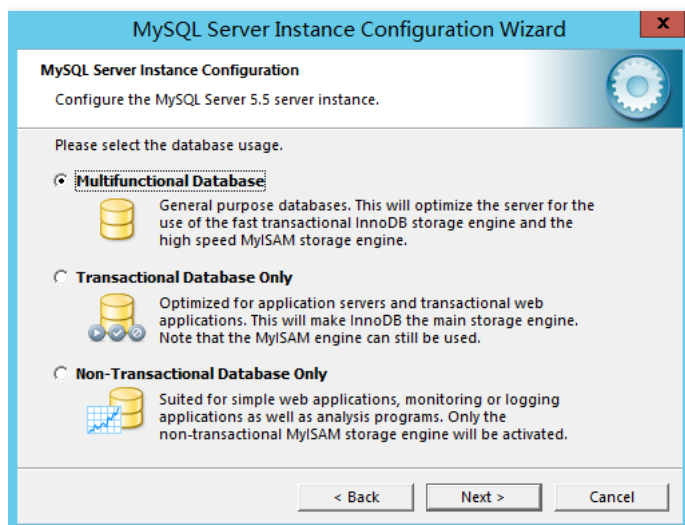 MySQL Server Instance Configuration Wizard
x
MySQL Server Instance Configuration
Configure the MySQL Server 5.5 server instance.
Please select the database usage.
Multifunctional Database
General purpose databases. This will optimize the server for the
use of the fast transactional InnoDB storage engine and the
high speed MyISAM storage engine.
Transactional Database Only
Optimized for application servers and transactional web
applications. This will make InnoDB the main storage engine.
Note that the MyISAM engine can still be used.
Non-Transactional Database Only
Suited for simple web applications, monitoring or logging
applications as well as analysis programs. Only the
non-transactional MyISAM storage engine will be activated.
< Back Next > Cancel